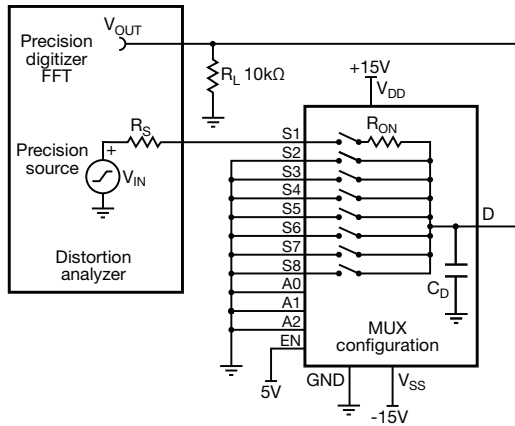 Precision
digitizer
FFT
VOUT
RL 10kΩ
+15V
VDD
RS
Precision
source
+
VIN
Distortion
analyzer
S1
S2
S3
S4
S5
S6
S7
S8
A0
A1
A2
EN
5V
RON
D
CD
MUX
configuration
GND
VSS
-15V